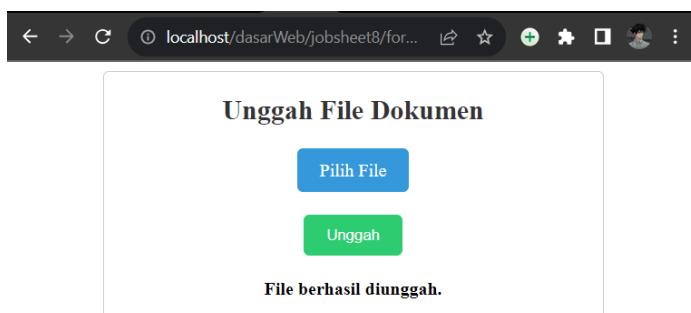 localhost/dasarWeb/jobsheet8/for...
Unggah File Dokumen
Pilih File
Unggah
File berhasil diunggah.